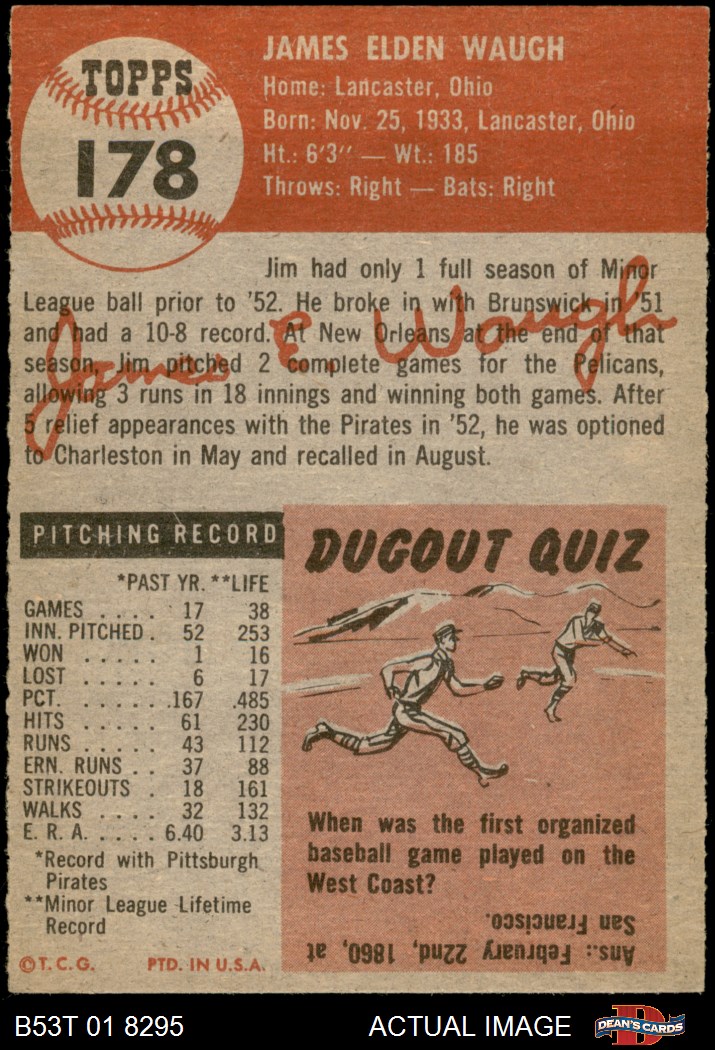 TOPPS
178
JAMES ELDEN WAUGH
Home: Lancaster, Ohio
Born: Nov. 25, 1933, Lancaster, Ohio
Ht.: 6'3" — Wt.: 185
Throws: Right — Bats: Right
Jim had only 1 full season of Minor
League ball prior to '52. He broke in with Brunswick in '51
and had a 10-8 record. At New Orleans at the end of that
season, Jim pitched 2 complete games for the Pelicans,
allowing 3 runs in 18 innings and winning both games. After
5 relief appearances with the Pirates in '52, he was optioned
to Charleston in May and recalled in August.
James E. Waugh
PITCHING RECORD
*PAST YR. **LIFE
GAMES . . . . 17 38
INN. PITCHED . 52 253
WON . . . . . 1 16
LOST . . . . . 6 17
PCT. . . . . . .167 .485
HITS . . . . . 61 230
RUNS . . . . . 43 112
ERN. RUNS . . 37 88
STRIKEOUTS . 18 161
WALKS . . . . 32 132
E. R. A. . . . . 6.40 3.13
*Record with Pittsburgh
Pirates
**Minor League Lifetime
Record
© T. C. G. PTD. IN U.S.A.
DUGOUT QUIZ
When was the first organized
baseball game played on the
West Coast?
Ans.: February 22nd, 1860, at
San Francisco.
B53T 01 8295
ACTUAL IMAGE
D
DEAN'S CARDS